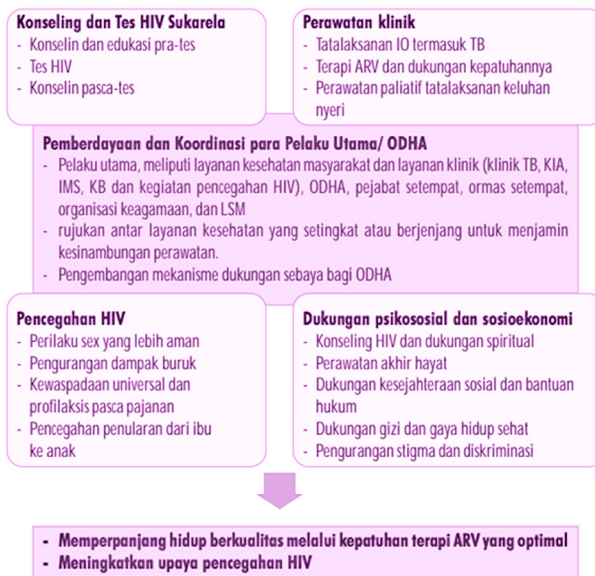 Konseling dan Tes HIV Sukarela
- Konselin dan edukasi pra-tes
- Tes HIV
- Konselin pasca-tes
Perawatan klinik
- Tatalaksanan IO termasuk TB
- Terapi ARV dan dukungan kepatuhannya
- Perawatan paliatif tatalaksanan keluhan
nyeri
Pemberdayaan dan Koordinasi para Pelaku Utama/ ODHA
- Pelaku utama, meliputi layanan kesehatan masyarakat dan layanan klinik (klinik TB, KIA,
IMS, KB dan kegiatan pencegahan HIV), ODHA, pejabat setempat, ormas setempat,
organisasi keagamaan, dan LSM
- rujukan antar layanan kesehatan yang setingkat atau berjenjang untuk menjamin
kesinambungan perawatan.
- Pengembangan mekanisme dukungan sebaya bagi ODHA
Pencegahan HIV
- Perilaku sex yang lebih aman
- Pengurangan dampak buruk
- Kewaspadaan universal dan
profilaksis pasca pajanan
- Pencegahan penularan dari ibu
ke anak
Dukungan psikososial dan sosioekonomi
- Konseling HIV dan dukungan spiritual
- Perawatan akhir hayat
- Dukungan kesejahteraan sosial dan bantuan
hukum
- Dukungan gizi dan gaya hidup sehat
- Pengurangan stigma dan diskriminasi
- Memperpanjang hidup berkualitas melalui kepatuhan terapi ARV yang optimal
- Meningkatkan upaya pencegahan HIV